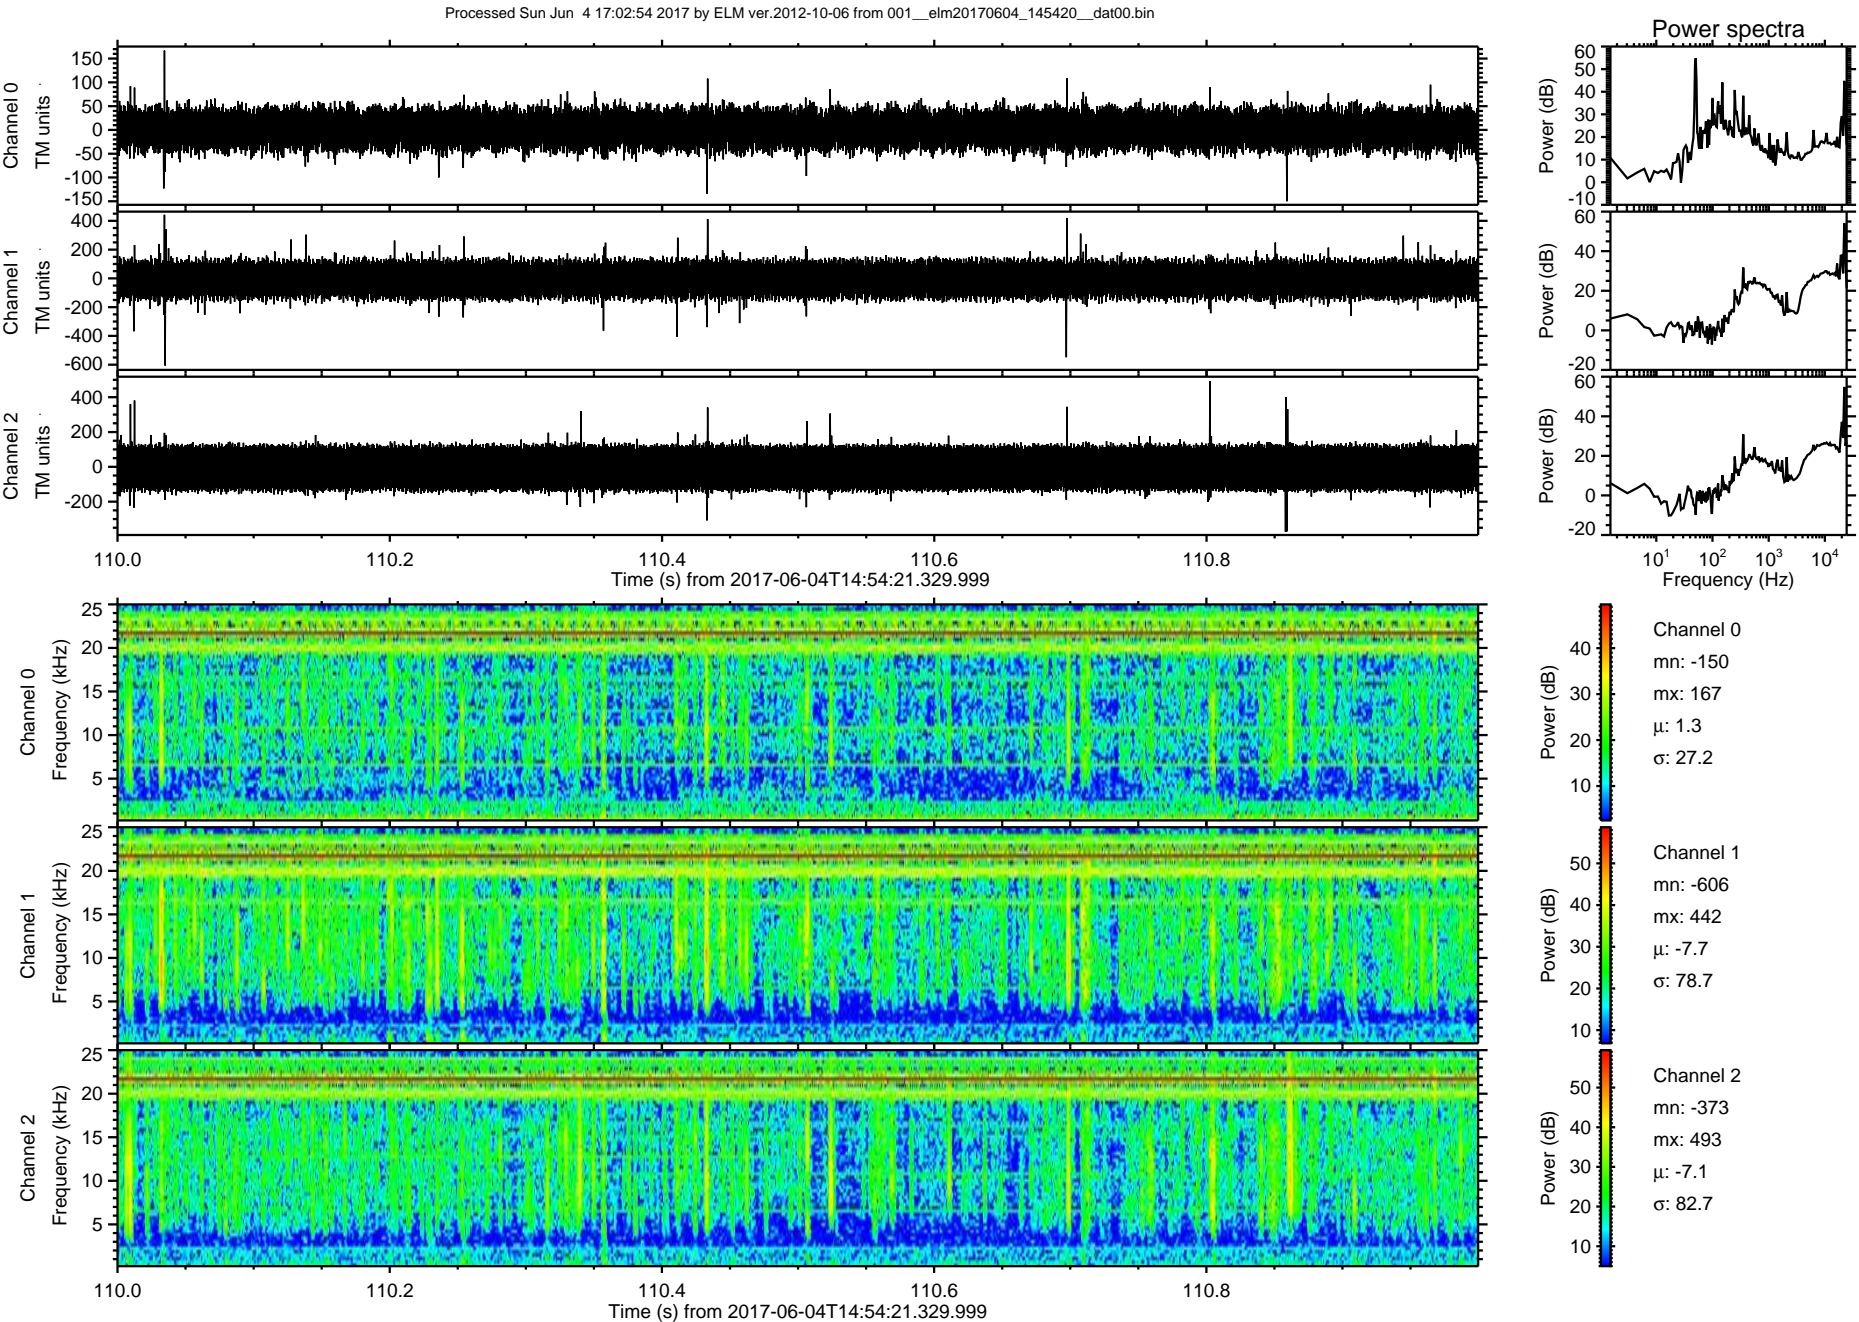 Processed Sun Jun  4 17:02:54 2017 by ELM ver.2012-10-06 from 001__elm20170604_145420__dat00.bin
Power spectra
Channel 0
TM units
150
100
50
0
-50
-100
-150
Power (dB)
60
50
40
30
20
10
0
-10
Channel 1
TM units
400
200
0
-200
-400
-600
Power (dB)
60
40
20
0
-20
Channel 2
TM units
400
200
0
-200
Power (dB)
60
40
20
0
-20
110.0 110.2 110.4 110.6 110.8
Time (s) from 2017-06-04T14:54:21.329.999
10^1 10^2 10^3 10^4
Frequency (Hz)
Channel 0
Frequency (kHz)
25
20
15
10
5
Power (dB)
40
30
20
10
Channel 0
mn: -150
mx: 167
μ: 1.3
σ: 27.2
Channel 1
Frequency (kHz)
25
20
15
10
5
Power (dB)
50
40
30
20
10
Channel 1
mn: -606
mx: 442
μ: -7.7
σ: 78.7
Channel 2
Frequency (kHz)
25
20
15
10
5
Power (dB)
50
40
30
20
10
Channel 2
mn: -373
mx: 493
μ: -7.1
σ: 82.7
110.0 110.2 110.4 110.6 110.8
Time (s) from 2017-06-04T14:54:21.329.999